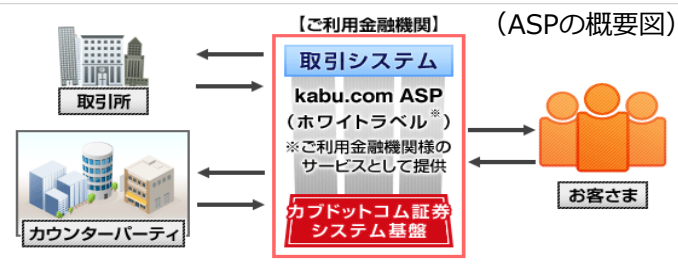 （ASPの概要図）
【ご利用金融機関】
取引システム
kabu.com ASP
（ホワイトラベル※）
※ご利用金融機関様の
サービスとして提供
カブドットコム証券
システム基盤
取引所
カウンターパーティ
お客さま